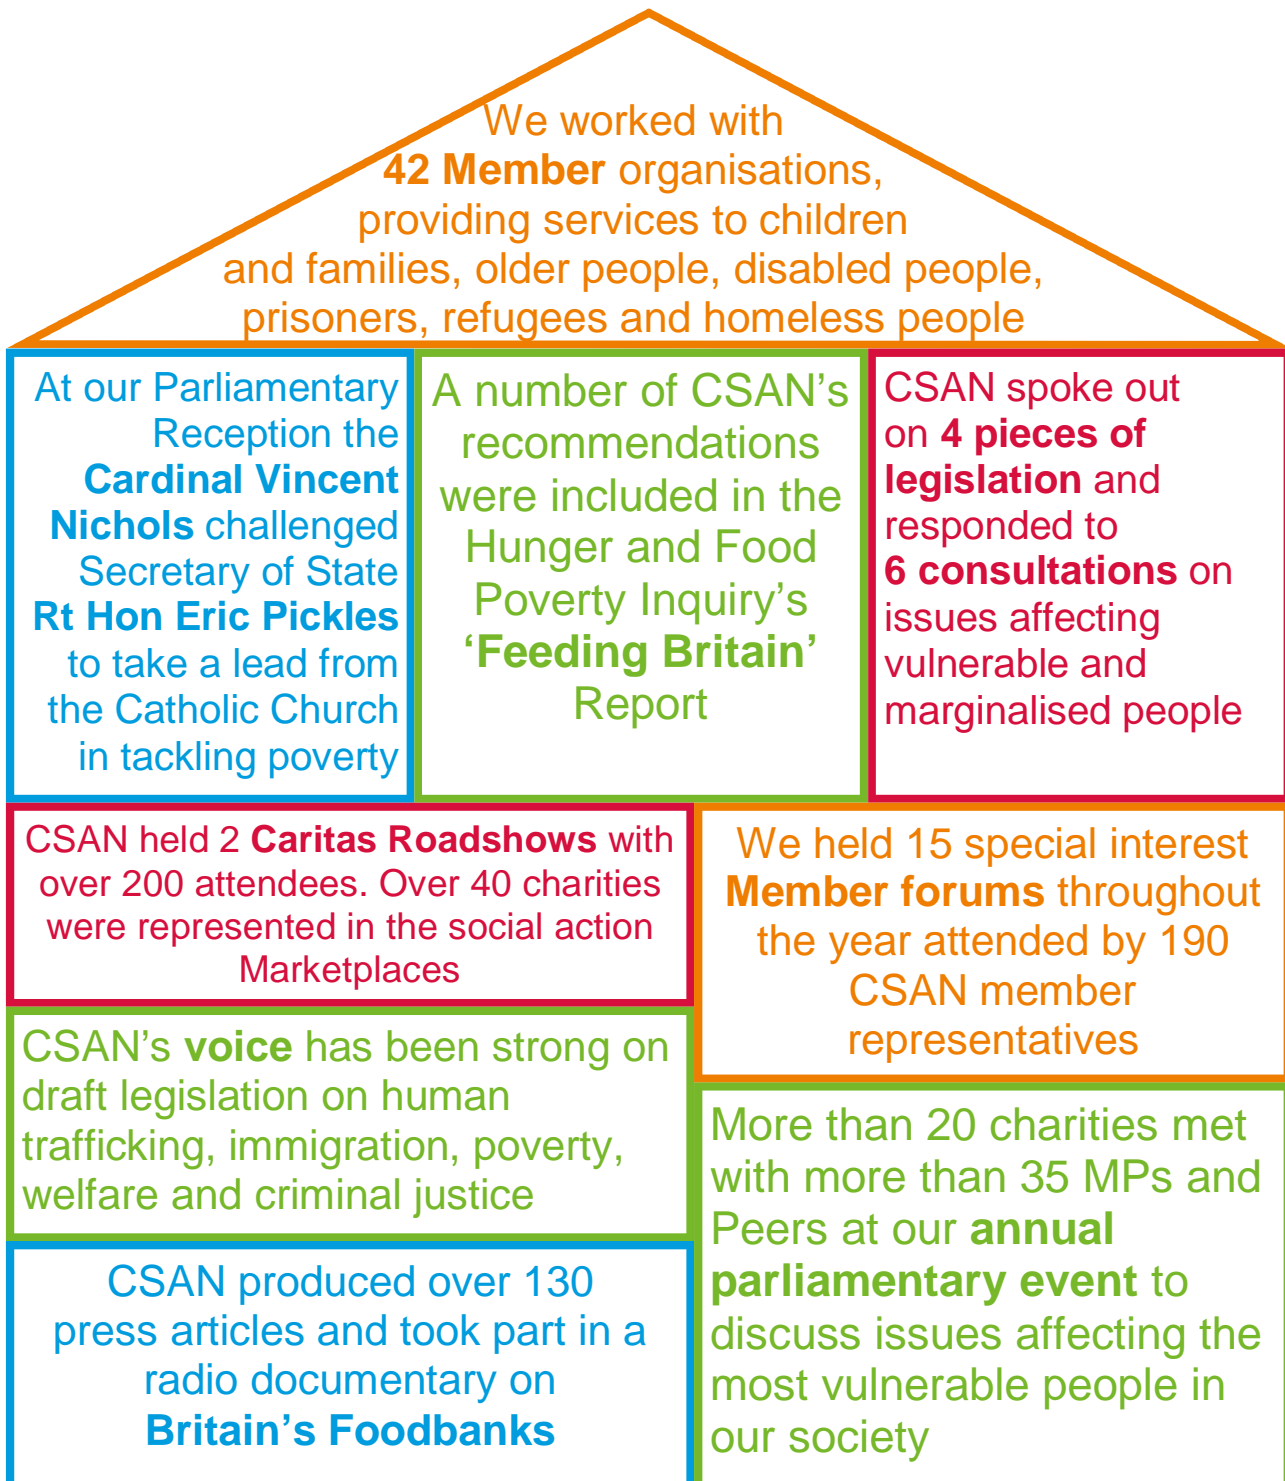 We worked with
42 Member organisations,
providing services to children
and families, older people, disabled people,
prisoners, refugees and homeless people
At our Parliamentary
Reception the
Cardinal Vincent
Nichols challenged
Secretary of State
Rt Hon Eric Pickles
to take a lead from
the Catholic Church
in tackling poverty
A number of CSAN’s
recommendations
were included in the
Hunger and Food
Poverty Inquiry’s
‘Feeding Britain’
Report
CSAN spoke out
on 4 pieces of
legislation and
responded to
6 consultations on
issues affecting
vulnerable and
marginalised people
CSAN held 2 Caritas Roadshows with
over 200 attendees. Over 40 charities
were represented in the social action
Marketplaces
We held 15 special interest
Member forums throughout
the year attended by 190
CSAN member
representatives
CSAN’s voice has been strong on
draft legislation on human
trafficking, immigration, poverty,
welfare and criminal justice
More than 20 charities met
with more than 35 MPs and
Peers at our annual
parliamentary event to
discuss issues affecting the
most vulnerable people in
our society
CSAN produced over 130
press articles and took part in a
radio documentary on
Britain’s Foodbanks